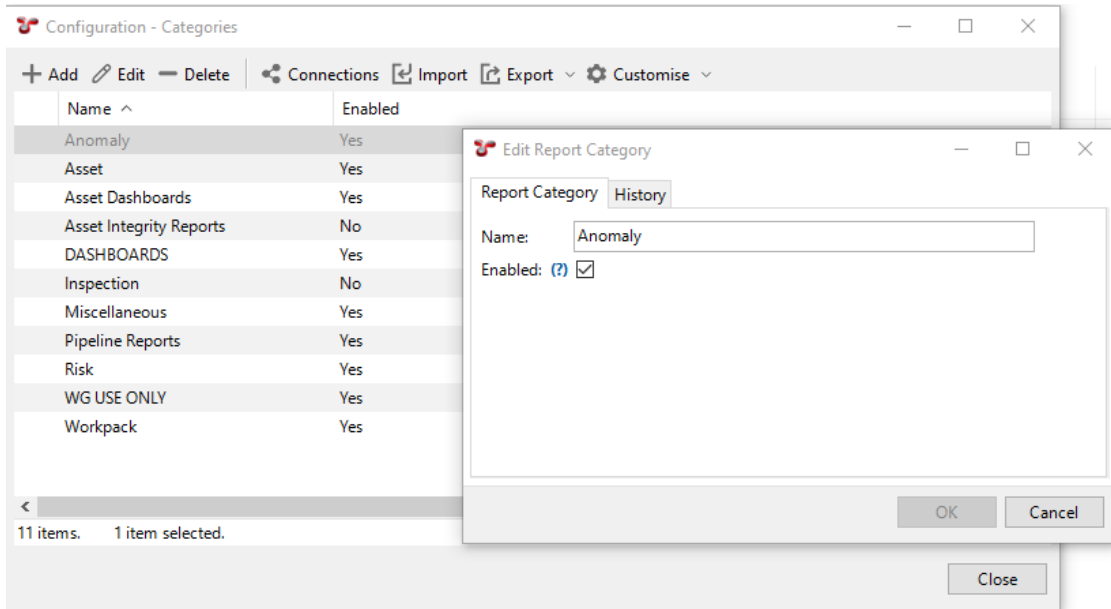 Configuration - Categories
Add Edit Delete Connections Import Export Customise
Name Enabled
Anomaly Yes
Asset Yes
Asset Dashboards Yes
Asset Integrity Reports No
DASHBOARDS Yes
Inspection No
Miscellaneous Yes
Pipeline Reports Yes
Risk Yes
WG USE ONLY Yes
Workpack Yes
11 items. 1 item selected.
Close
Edit Report Category
Report Category History
Name: Anomaly
Enabled: (?)
OK Cancel